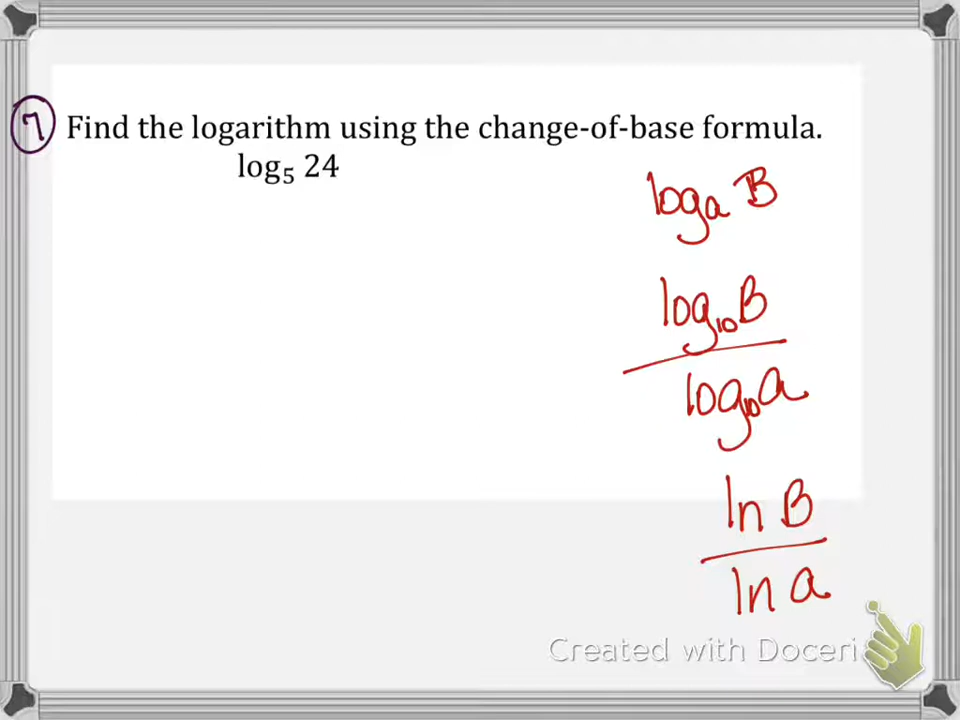 7 Find the logarithm using the change-of-base formula.
log₅ 24
logₐ B
log₁₀ B
log₁₀ a
ln B
ln a
Created with Doceri